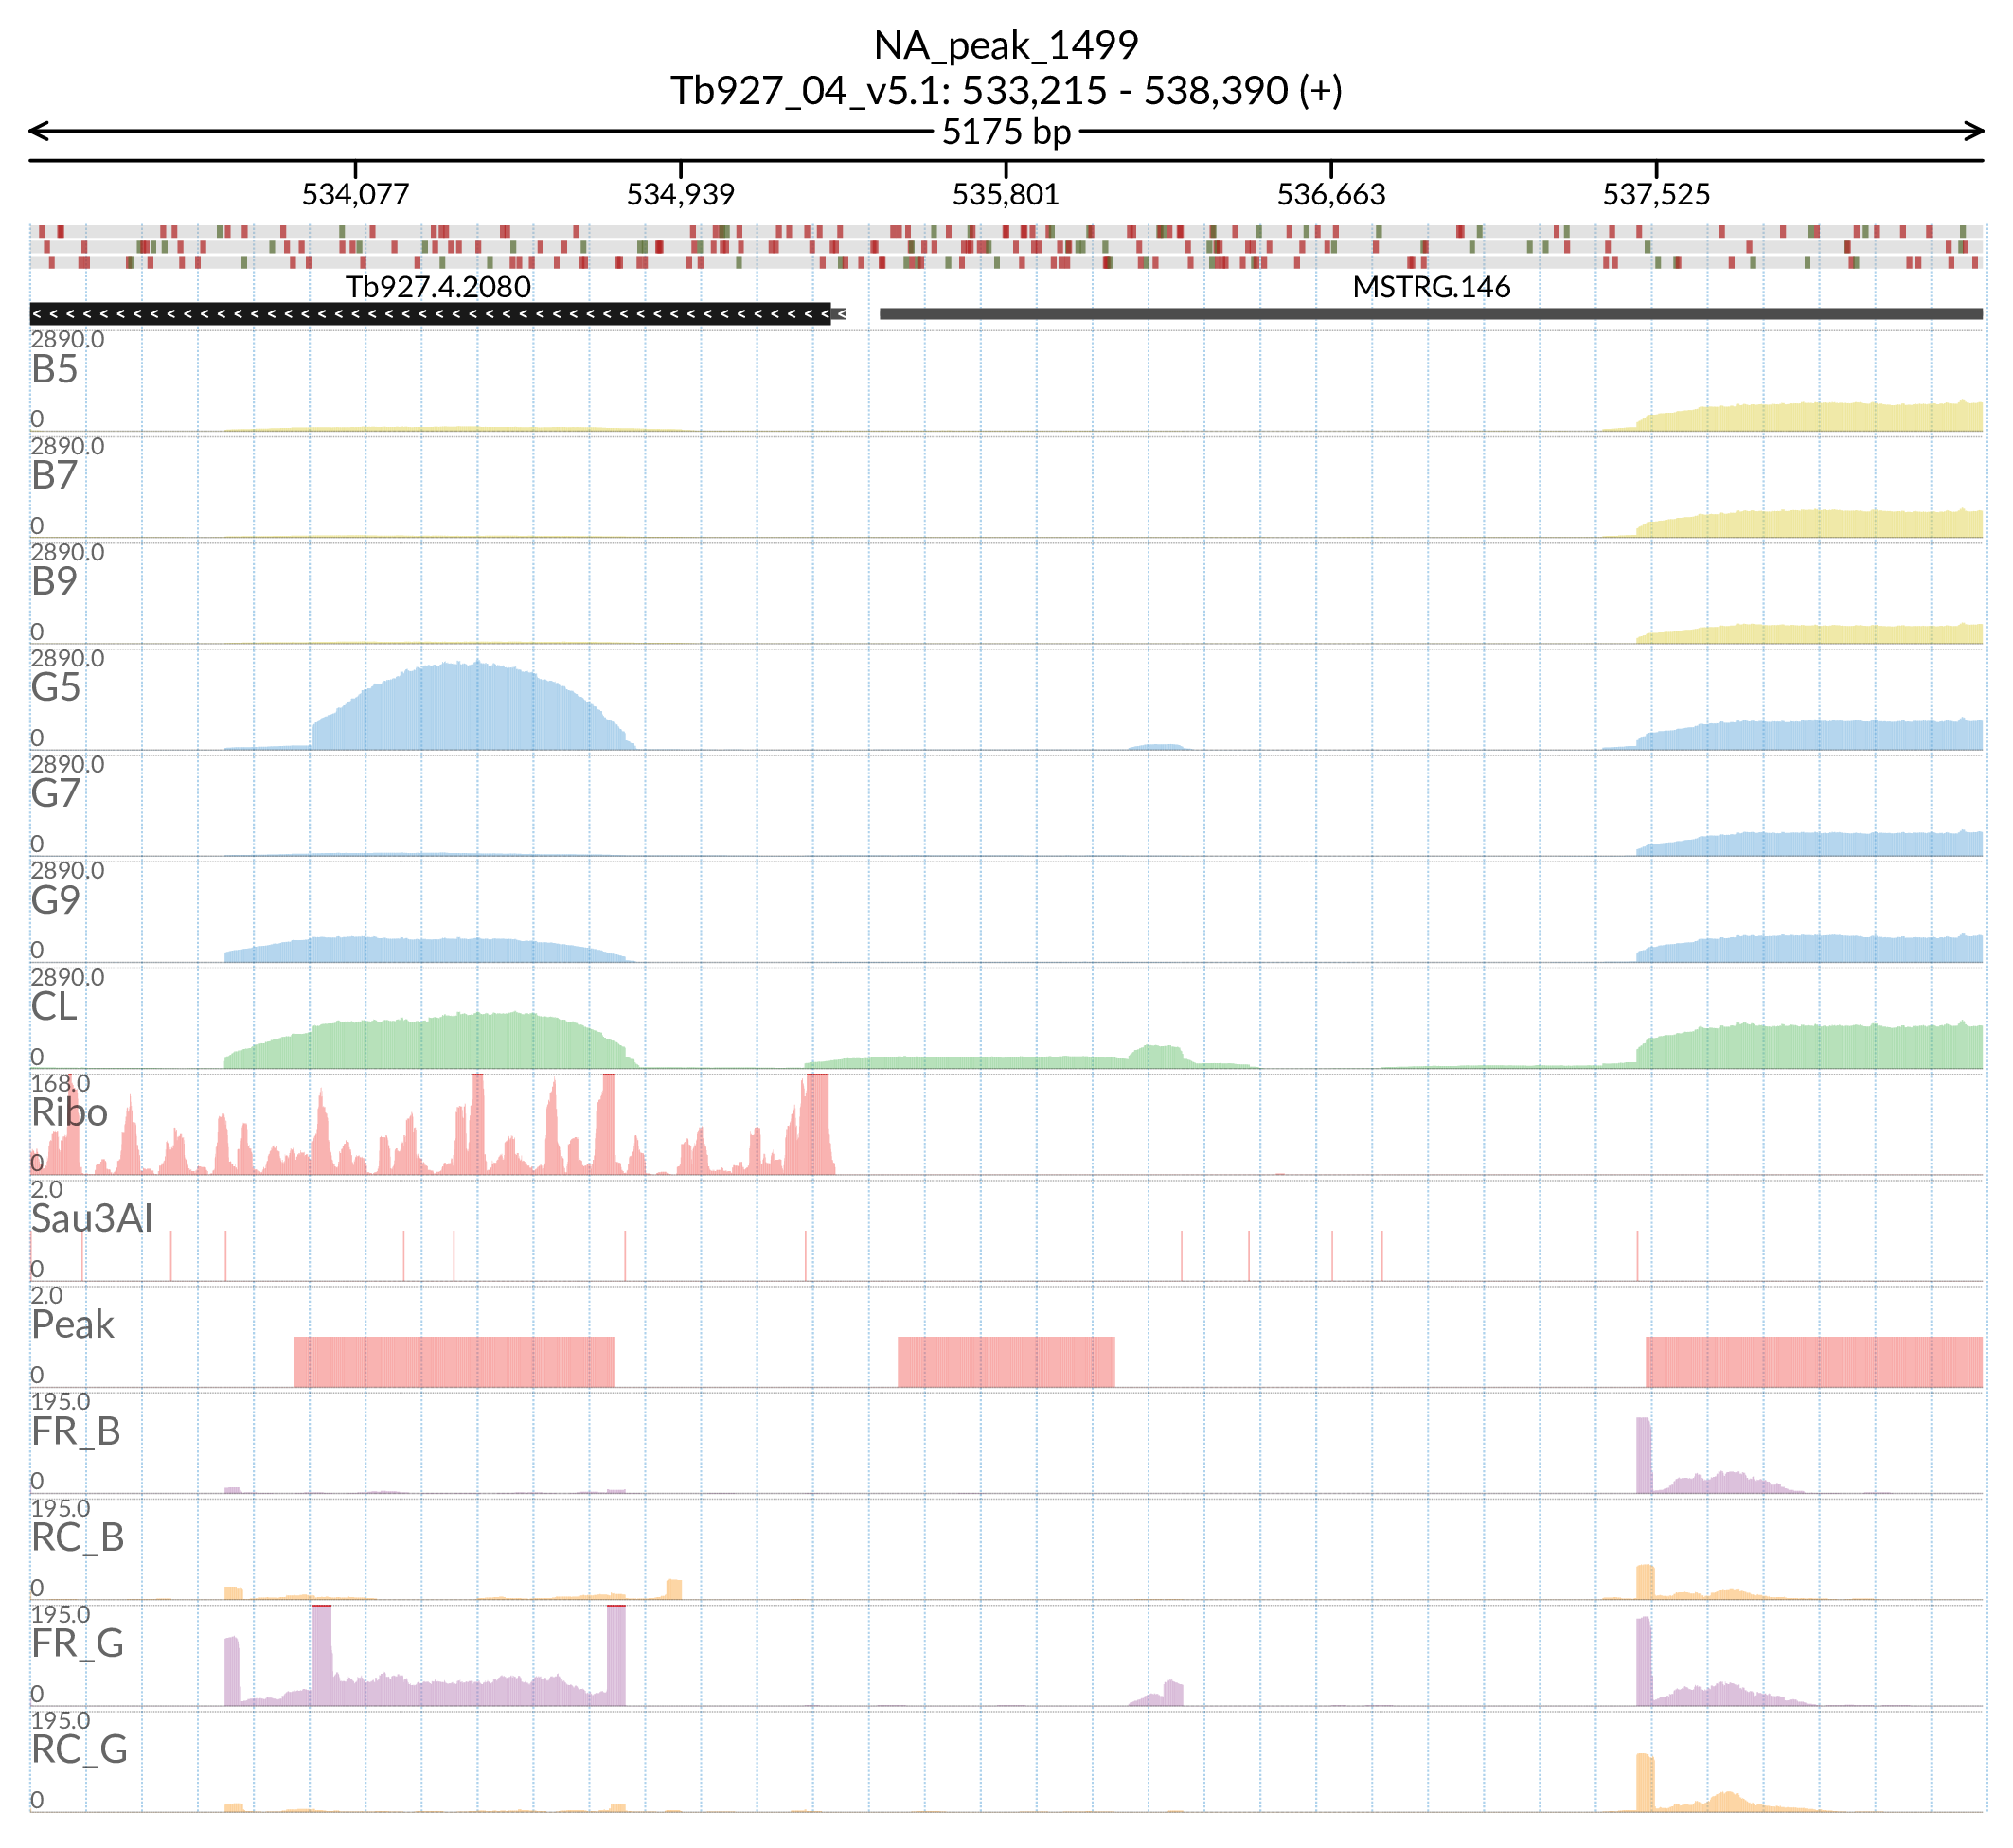 NA_peak_1499
Tb927_04_v5.1: 533,215 - 538,390 (+)
5175 bp
534,077 534,939 535,801 536,663 537,525
Tb927.4.2080 MSTRG.146
2890.0
B5
0
2890.0
B7
0
2890.0
B9
0
2890.0
G5
0
2890.0
G7
0
2890.0
G9
0
2890.0
CL
0
168.0
Ribo
0
2.0
Sau3AI
0
2.0
Peak
0
195.0
FR_B
0
195.0
RC_B
0
195.0
FR_G
0
195.0
RC_G
0